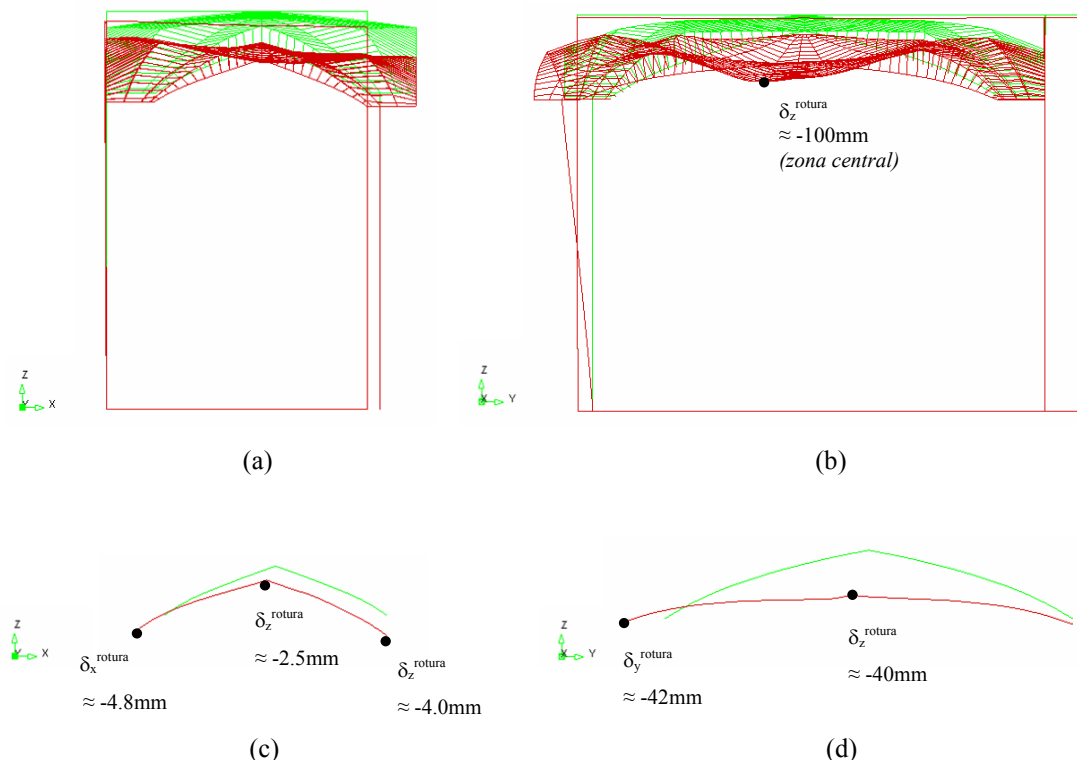 δz^rotura
≈ -100mm
(zona central)
Z
Y X
Z
X Y
(a)
(b)
Z
Y X
δx^rotura
≈ -4.8mm
δz^rotura
≈ -2.5mm
δz^rotura
≈ -4.0mm
Z
X Y
δy^rotura
≈ -42mm
δz^rotura
≈ -40mm
(c)
(d)